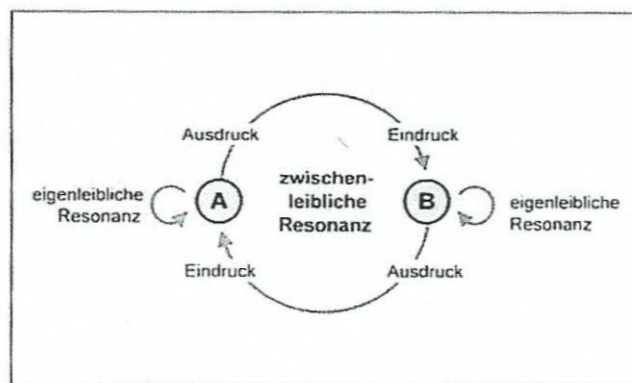 Ausdruck
Eindruck
eigenleibliche
Resonanz
A
zwischen-
leibliche
Resonanz
B
eigenleibliche
Resonanz
Eindruck
Ausdruck